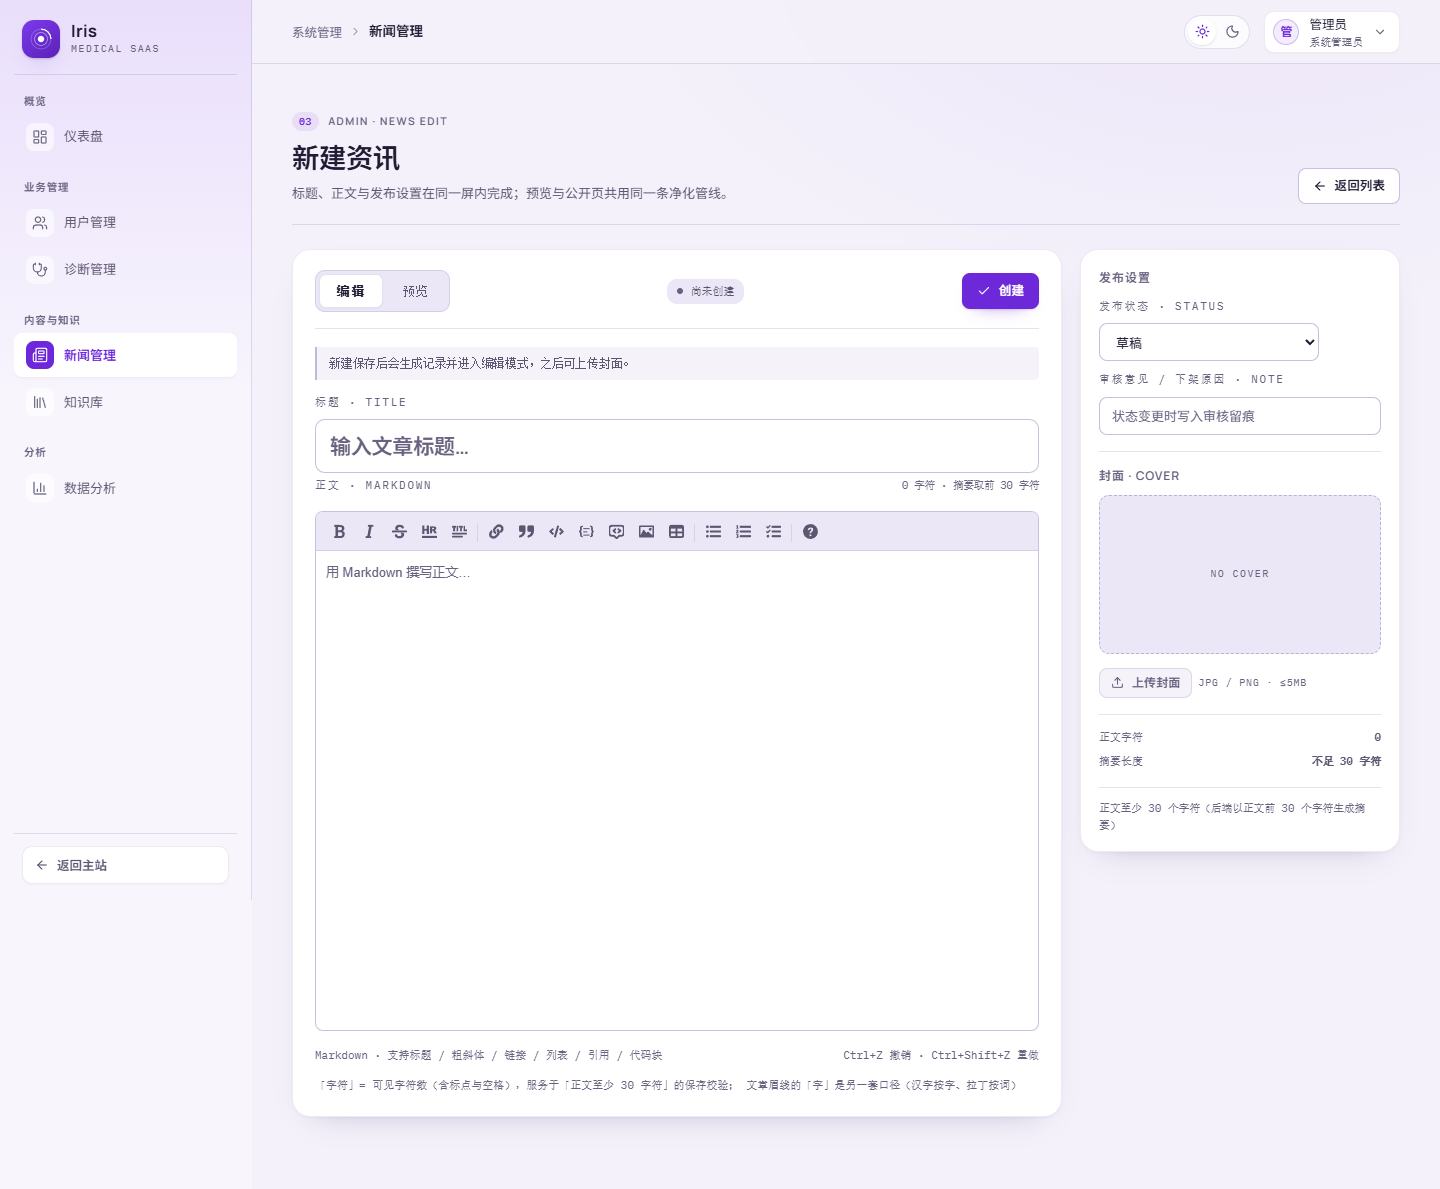 Iris
MEDICAL SAAS
概览
仪表盘
业务管理
用户管理
诊断管理
内容与知识
新闻管理
知识库
分析
数据分析
返回主站
系统管理
新闻管理
管
管理员
系统管理员
03
ADMIN · NEWS EDIT
新建资讯
标题、正文与发布设置在同一屏内完成；预览与公开页共用同一条净化管线。
返回列表
编辑
预览
尚未创建
创建
新建保存后会生成记录并进入编辑模式，之后可上传封面。
标题 · TITLE
输入文章标题...
正文 · MARKDOWN
0 字符 · 摘要取前 30 字符
B I S HR TITL
用 Markdown 撰写正文...
Markdown · 支持标题 / 粗斜体 / 链接 / 列表 / 引用 / 代码块
Ctrl+Z 撤销 · Ctrl+Shift+Z 重做
「字符」= 可见字符数（含标点与空格），服务于「正文至少 30 字符」的保存校验； 文章眉线的「字」是另一套口径（汉字按字、拉丁按词）
发布设置
发布状态 · STATUS
草稿
审核意见 / 下架原因 · NOTE
状态变更时写入审核留痕
封面 · COVER
NO COVER
上传封面
JPG / PNG · ≤5MB
正文字符
0
摘要长度
不足 30 字符
正文至少 30 个字符（后端以正文前 30 个字符生成摘
要）